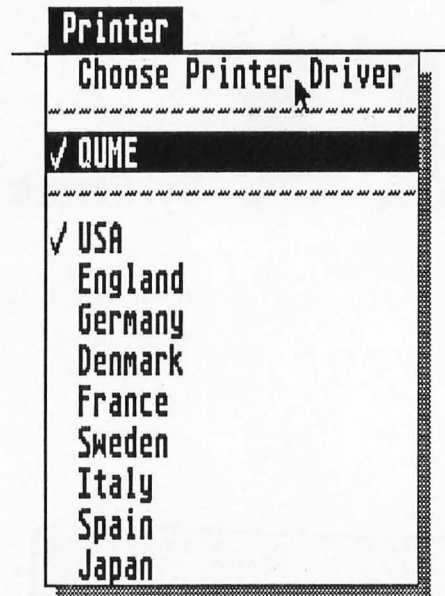 Printer
Choose Printer Driver
✓ QUME
✓ USA
England
Germany
Denmark
France
Sweden
Italy
Spain
Japan